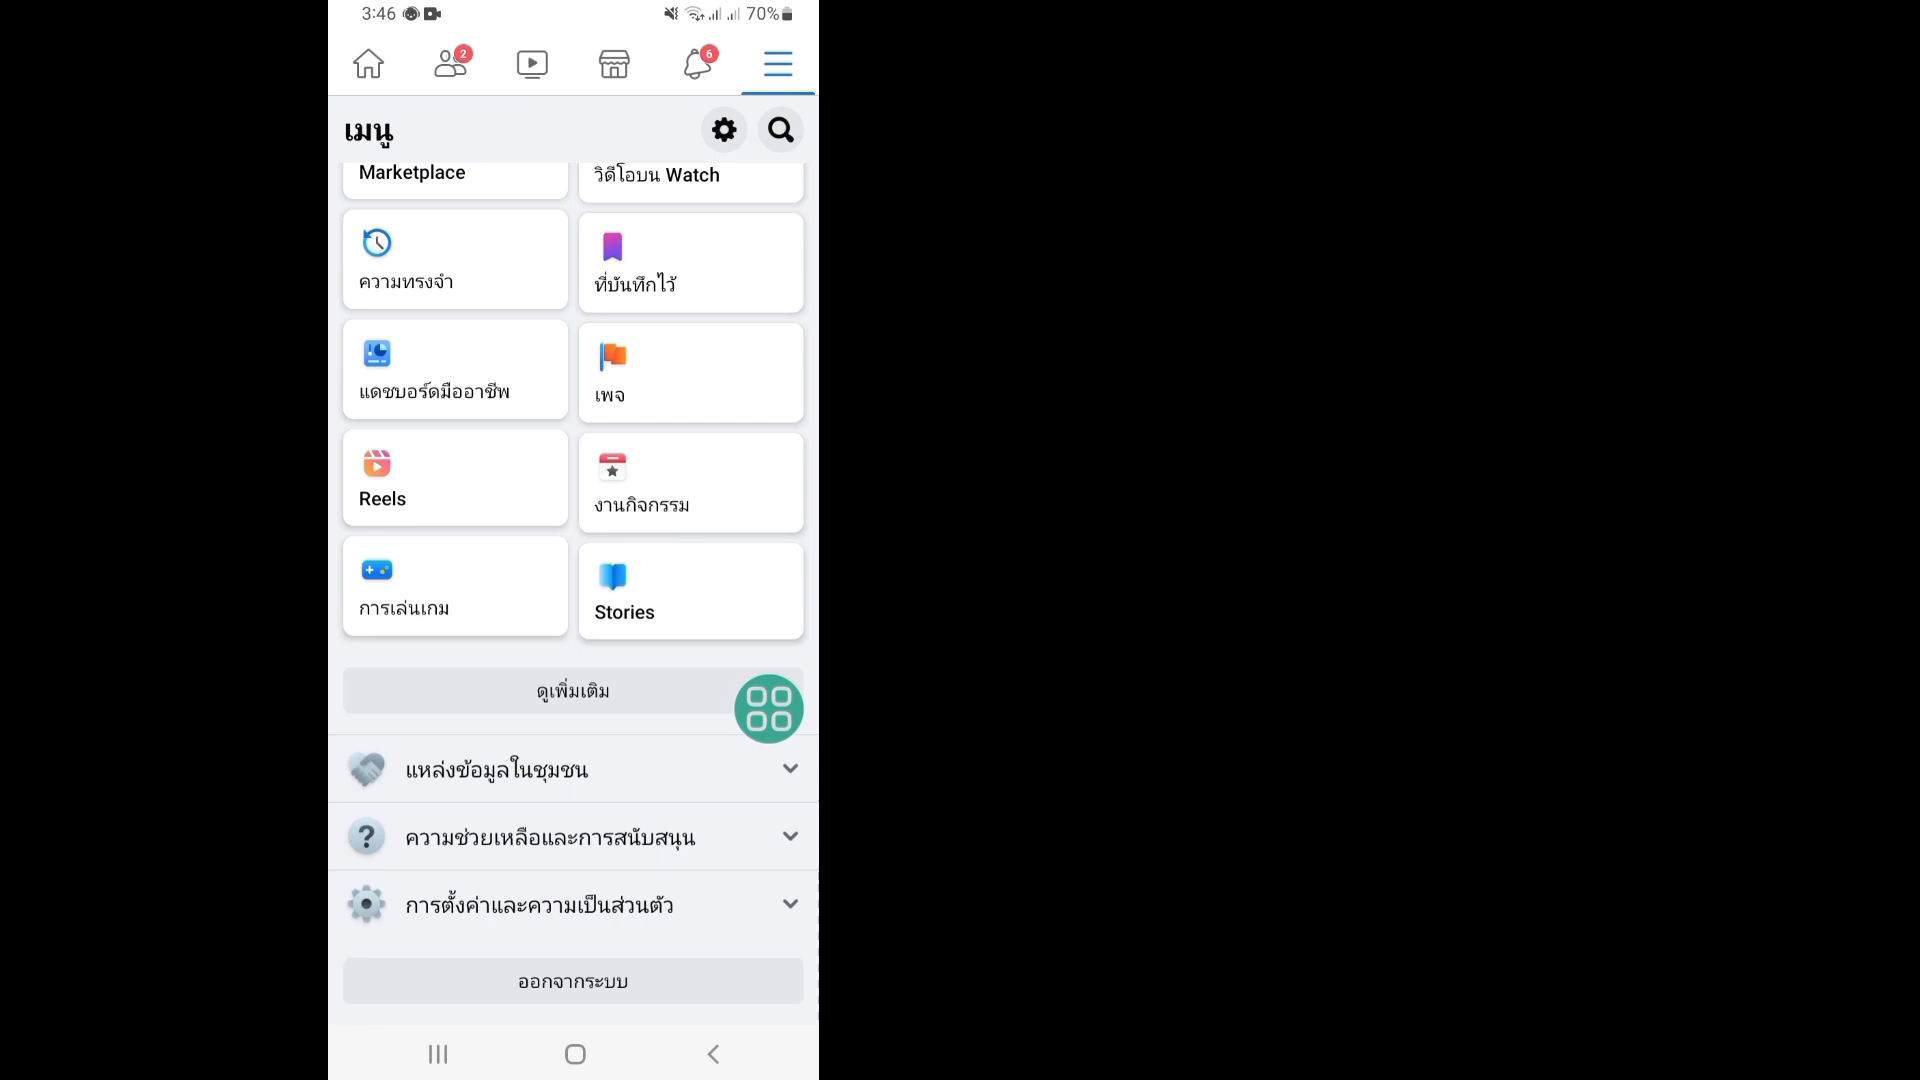 3:46 70%
2 6
เมนู
Marketplace
วิดีโอบน Watch
ความทรงจำ
ที่บันทึกไว้
แดชบอร์ดมืออาชีพ
เพจ
Reels
งานกิจกรรม
การเล่นเกม
Stories
ดูเพิ่มเติม
แหล่งข้อมูลในชุมชน
ความช่วยเหลือและการสนับสนุน
การตั้งค่าและความเป็นส่วนตัว
ออกจากระบบ